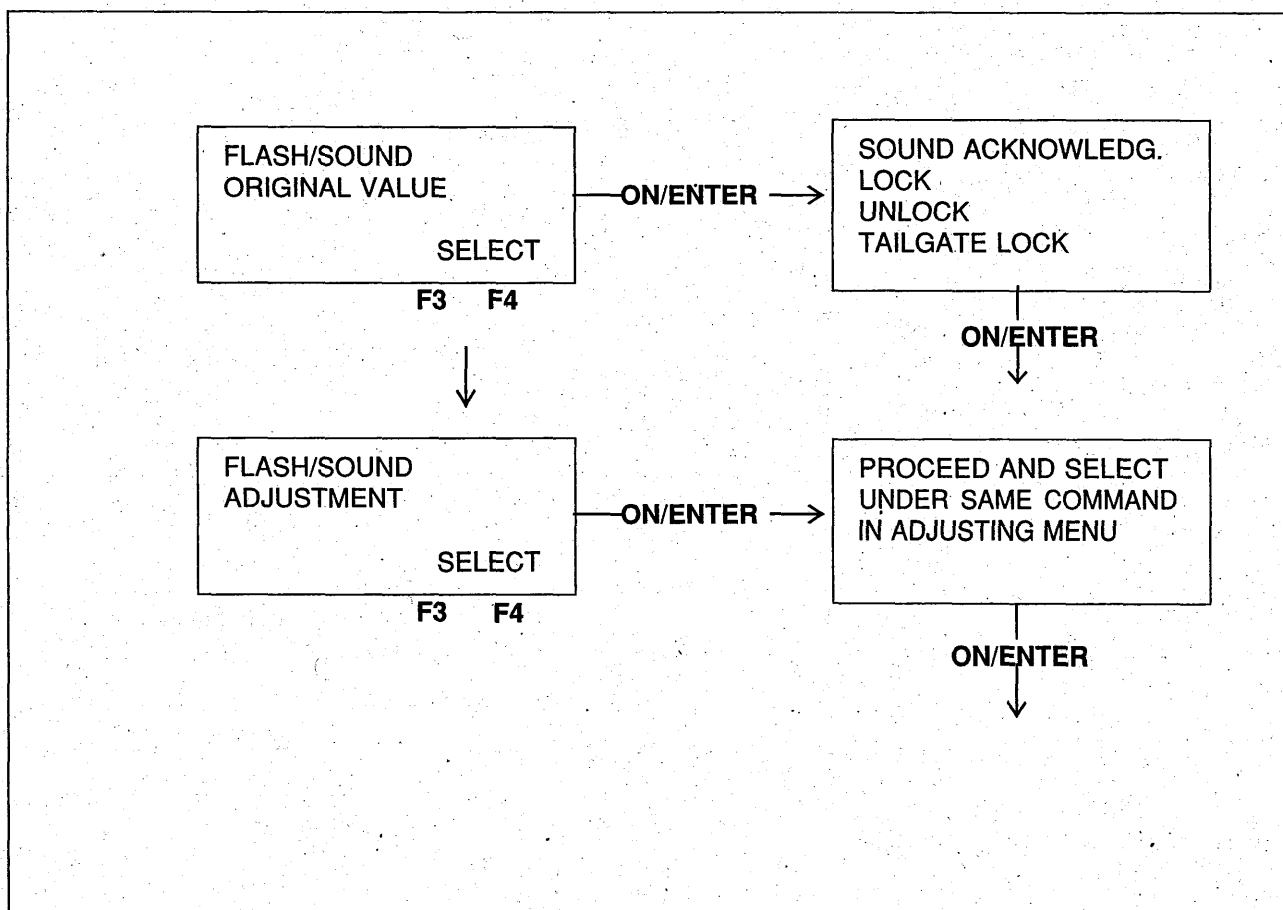 FLASH/SOUND
ORIGINAL VALUE
SELECT
F3 F4
ON/ENTER
SOUND ACKNOWLEDG.
LOCK
UNLOCK
TAILGATE LOCK
ON/ENTER
FLASH/SOUND
ADJUSTMENT
SELECT
F3 F4
ON/ENTER
PROCEED AND SELECT
UNDER SAME COMMAND
IN ADJUSTING MENU
ON/ENTER